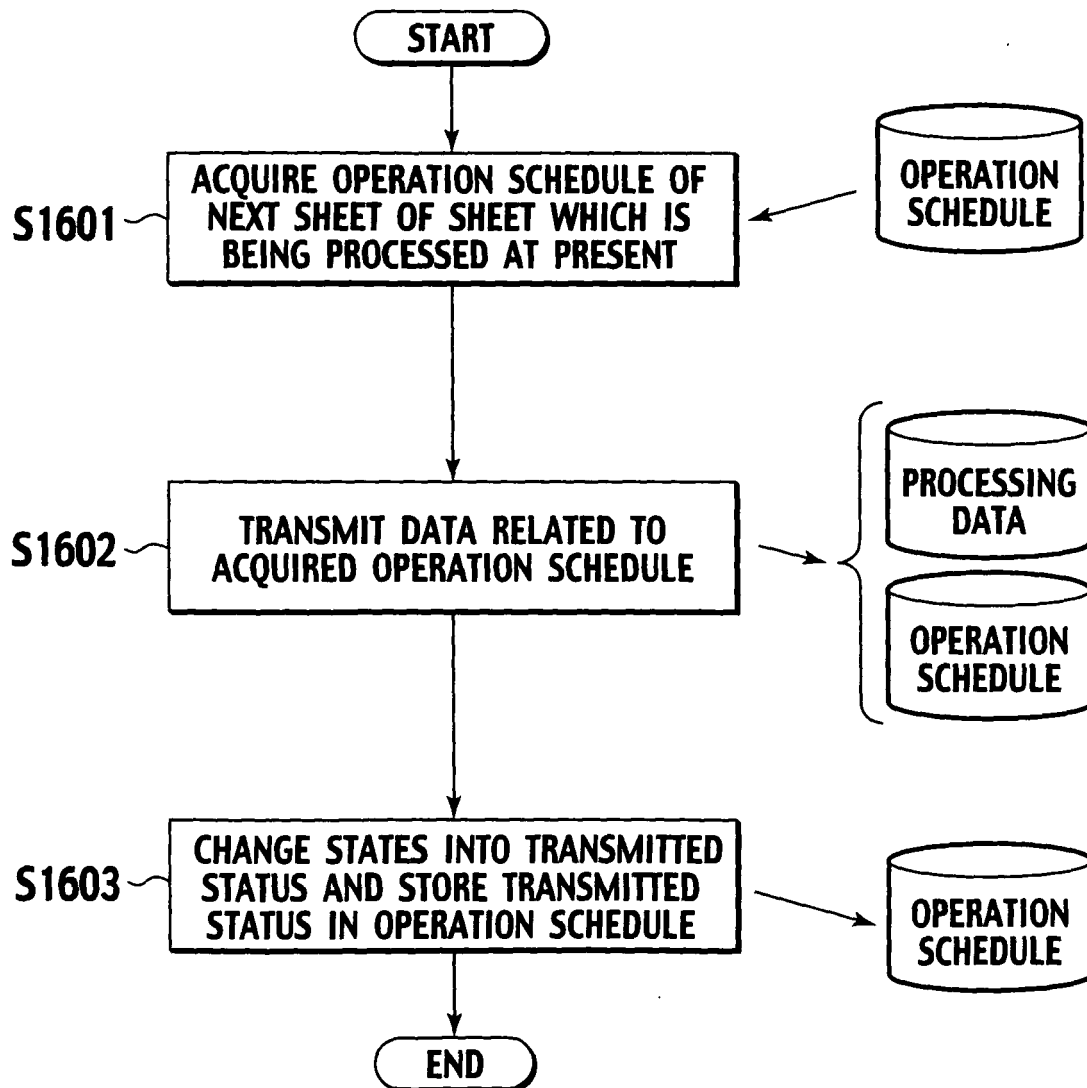 START
S1601
ACQUIRE OPERATION SCHEDULE OF
NEXT SHEET OF SHEET WHICH IS
BEING PROCESSED AT PRESENT
OPERATION
SCHEDULE
S1602
TRANSMIT DATA RELATED TO
ACQUIRED OPERATION SCHEDULE
PROCESSING
DATA
OPERATION
SCHEDULE
S1603
CHANGE STATES INTO TRANSMITTED
STATUS AND STORE TRANSMITTED
STATUS IN OPERATION SCHEDULE
OPERATION
SCHEDULE
END